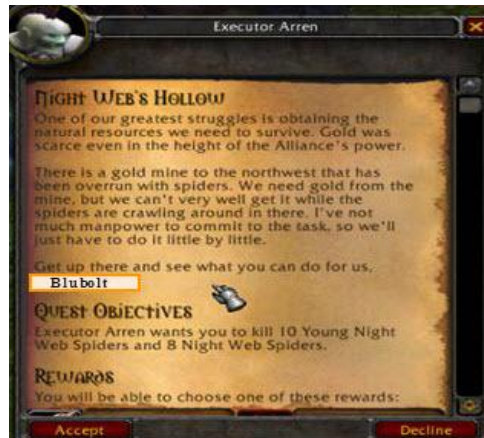 Executor Arren
Night Web's Hollow
One of our greatest struggles is obtaining the
natural resources we need to survive. Gold was
scarce even in the height of the Alliance's power.
There is a gold mine to the northwest that has
been overrun with spiders. We need gold from the
mine, but we can't very well get it while the
spiders are crawling around in there. I've not
much manpower to commit to the task, so we'll
just have to do it little by little.
Get up there and see what you can do for us,
Blubolt
Quest Objectives
Executor Arren wants you to kill 10 Young Night
Web Spiders and 8 Night Web Spiders.
Rewards
You will be able to choose one of these rewards:
Accept
Decline